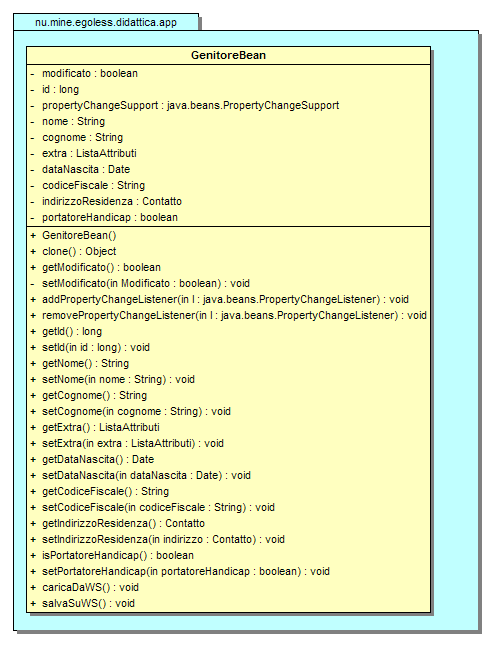 nu.mine.egoless.didattica.app
GenitoreBean
- modificato : boolean
- id : long
- propertyChangeSupport : java.beans.PropertyChangeSupport
- nome : String
- cognome : String
- extra : ListaAttributi
- dataNascita : Date
- codiceFiscale : String
- indirizzoResidenza : Contatto
- portatoreHandicap : boolean
+ GenitoreBean()
+ clone() : Object
+ getModificato() : boolean
- setModificato(in Modificato : boolean) : void
+ addPropertyChangeListener(in l : java.beans.PropertyChangeListener) : void
+ removePropertyChangeListener(in l : java.beans.PropertyChangeListener) : void
+ getId() : long
+ setId(in id : long) : void
+ getNome() : String
+ setNome(in nome : String) : void
+ getCognome() : String
+ setCognome(in cognome : String) : void
+ getExtra() : ListaAttributi
+ setExtra(in extra : ListaAttributi) : void
+ getDataNascita() : Date
+ setDataNascita(in dataNascita : Date) : void
+ getCodiceFiscale() : String
+ setCodiceFiscale(in codiceFiscale : String) : void
+ getIndirizzoResidenza() : Contatto
+ setIndirizzoResidenza(in indirizzo : Contatto) : void
+ isPortatoreHandicap() : boolean
+ setPortatoreHandicap(in portatoreHandicap : boolean) : void
+ caricaDaWS() : void
+ salvaSuWS() : void